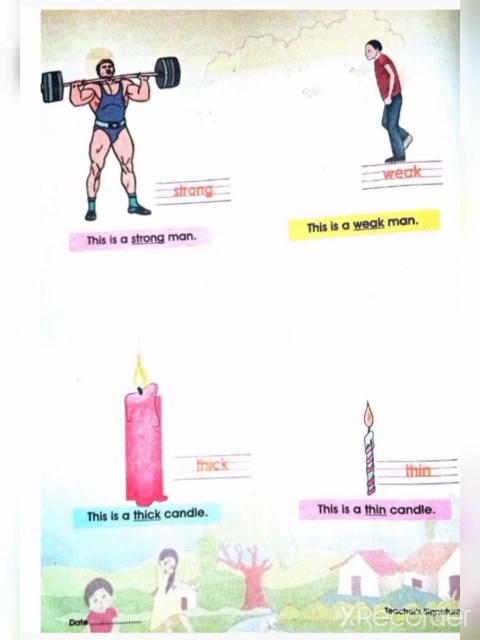 strong
weak
This is a strong man.
This is a weak man.
thick
thin
This is a thick candle.
This is a thin candle.
Teacher's Signature
Date....................
XRecorder